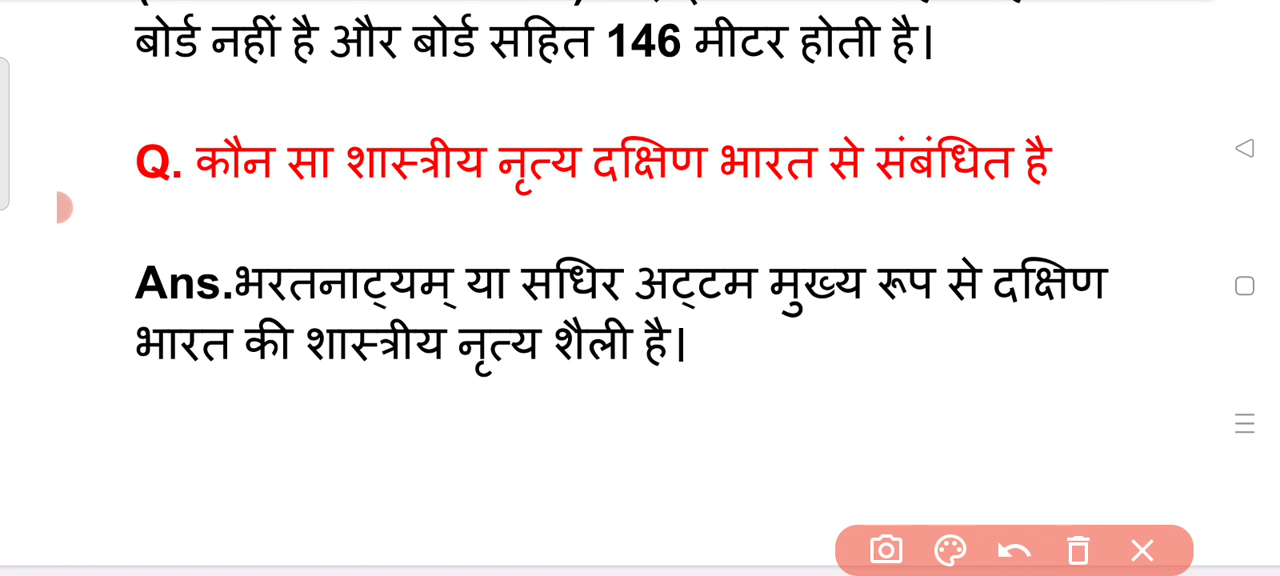 बोर्ड नहीं है और बोर्ड सहित 146 मीटर होती है।
Q. कौन सा शास्त्रीय नृत्य दक्षिण भारत से संबंधित है
Ans.भरतनाट्यम् या सधिर अट्टम मुख्य रूप से दक्षिण
भारत की शास्त्रीय नृत्य शैली है।